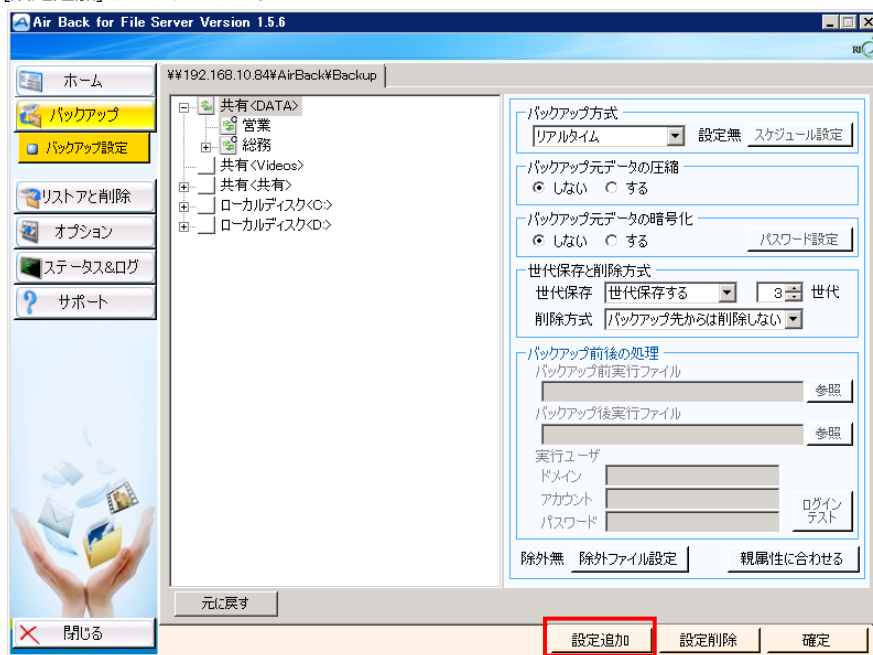 Air Back for File Server Version 1.5.6
ホーム
バックアップ
バックアップ設定
リストアと削除
オプション
ステータス&ログ
サポート
閉じる
¥¥192.168.10.84¥AirBack¥Backup
共有<DATA>
営業
総務
共有<Videos>
共有<共有>
ローカルディスク<C:>
ローカルディスク<D:>
元に戻す
バックアップ方式
リアルタイム 設定無 スケジュール設定
バックアップ元データの圧縮
しない する
バックアップ元データの暗号化
しない する パスワード設定
世代保存と削除方式
世代保存 世代保存する 3 世代
削除方式 バックアップ先からは削除しない
バックアップ前後の処理
バックアップ前実行ファイル
参照
バックアップ後実行ファイル
参照
実行ユーザ
ドメイン
アカウント
パスワード
ログイン
テスト
除外無 除外ファイル設定 親属性に合わせる
設定追加 設定削除 確定